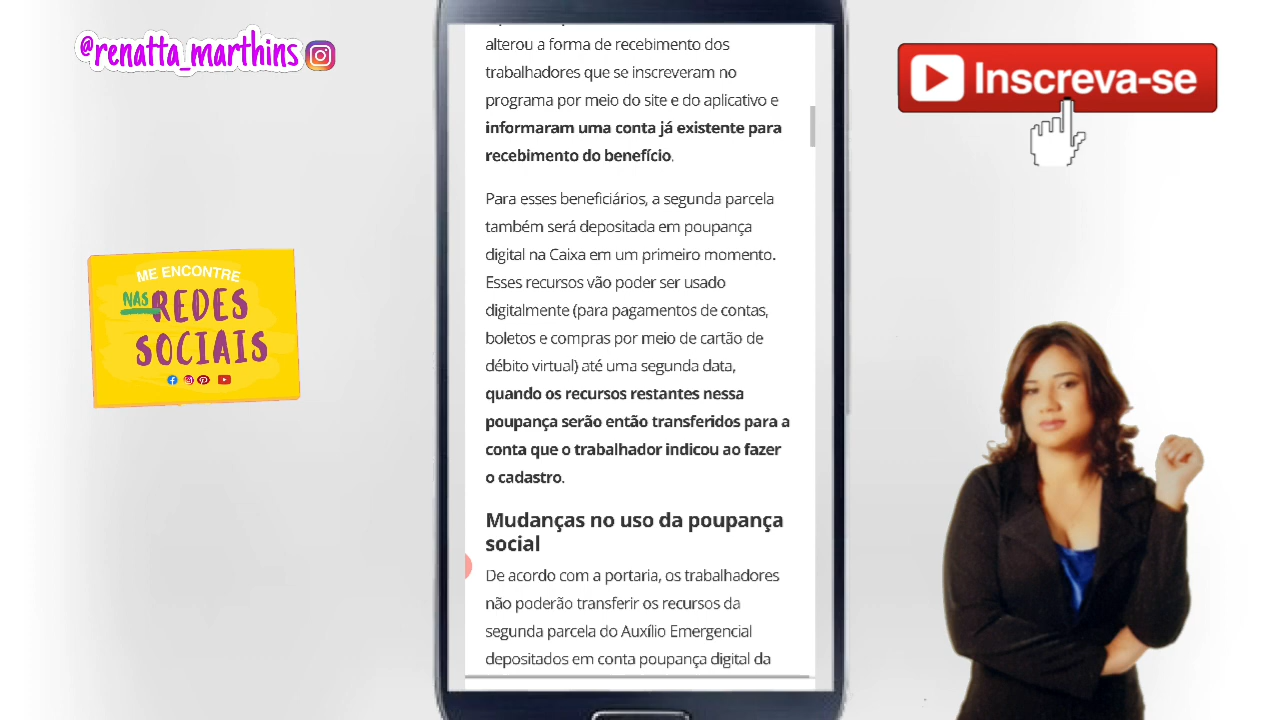 @renatta_marthins
Inscreva-se
ME ENCONTRE
NAS REDES
SOCIAIS
alterou a forma de recebimento dos
trabalhadores que se inscreveram no
programa por meio do site e do aplicativo e
informaram uma conta já existente para
recebimento do benefício.
Para esses beneficiários, a segunda parcela
também será depositada em poupança
digital na Caixa em um primeiro momento.
Esses recursos vão poder ser usado
digitalmente (para pagamentos de contas,
boletos e compras por meio de cartão de
débito virtual) até uma segunda data,
quando os recursos restantes nessa
poupança serão então transferidos para a
conta que o trabalhador indicou ao fazer
o cadastro.
Mudanças no uso da poupança
social
De acordo com a portaria, os trabalhadores
não poderão transferir os recursos da
segunda parcela do Auxílio Emergencial
depositados em conta poupança digital da